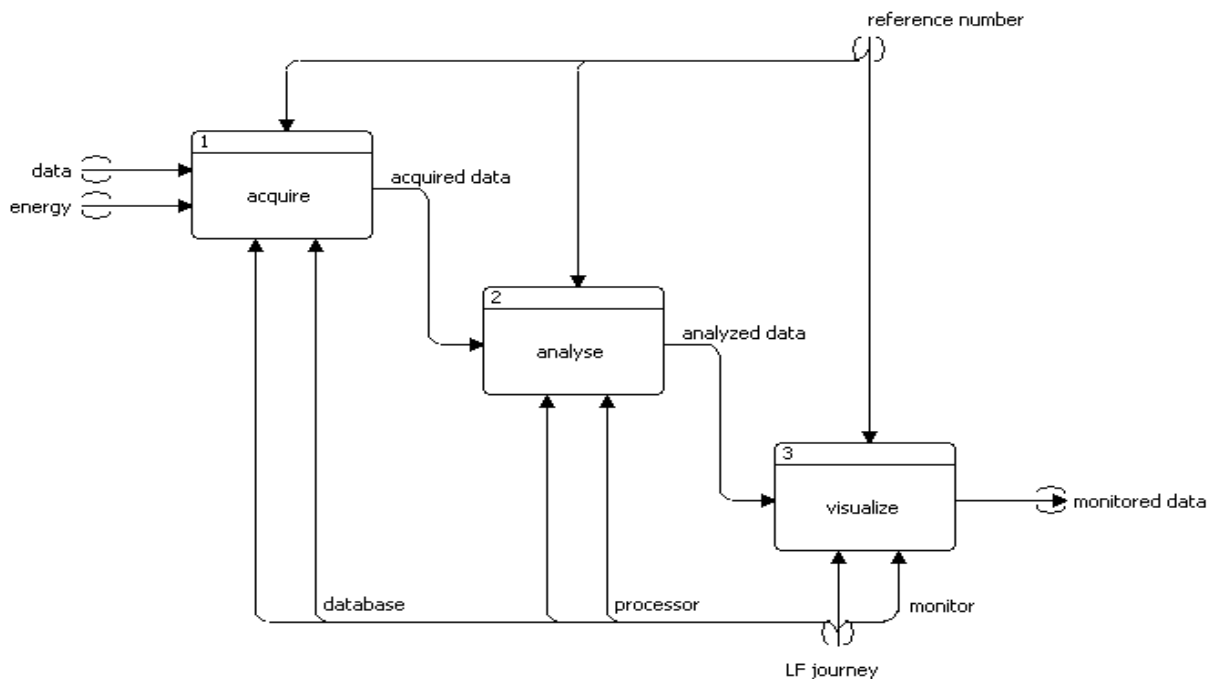 reference number
1
data
acquired data
acquire
energy
2
analyzed data
analyse
3
monitored data
visualize
database
processor
monitor
LF journey